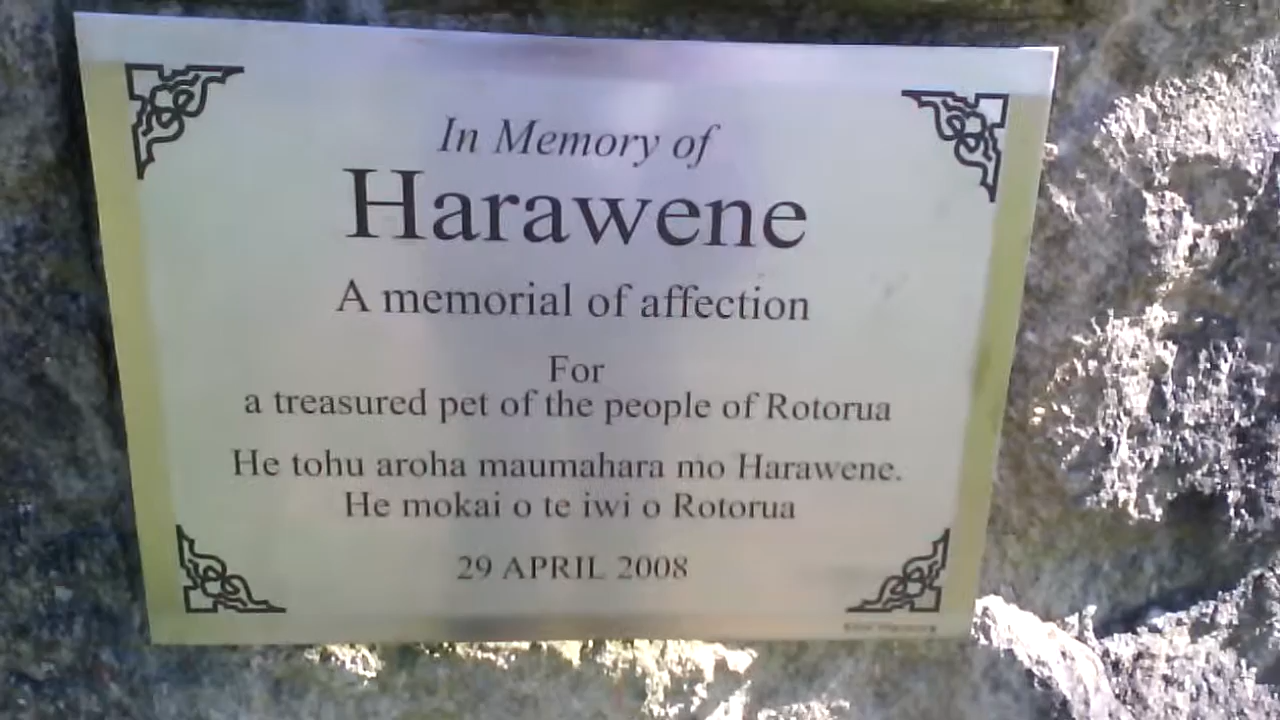 In Memory of
Harawene
A memorial of affection
For
a treasured pet of the people of Rotorua
He tohu aroha maumahara mo Harawene.
He mokai o te iwi o Rotorua
29 APRIL 2008